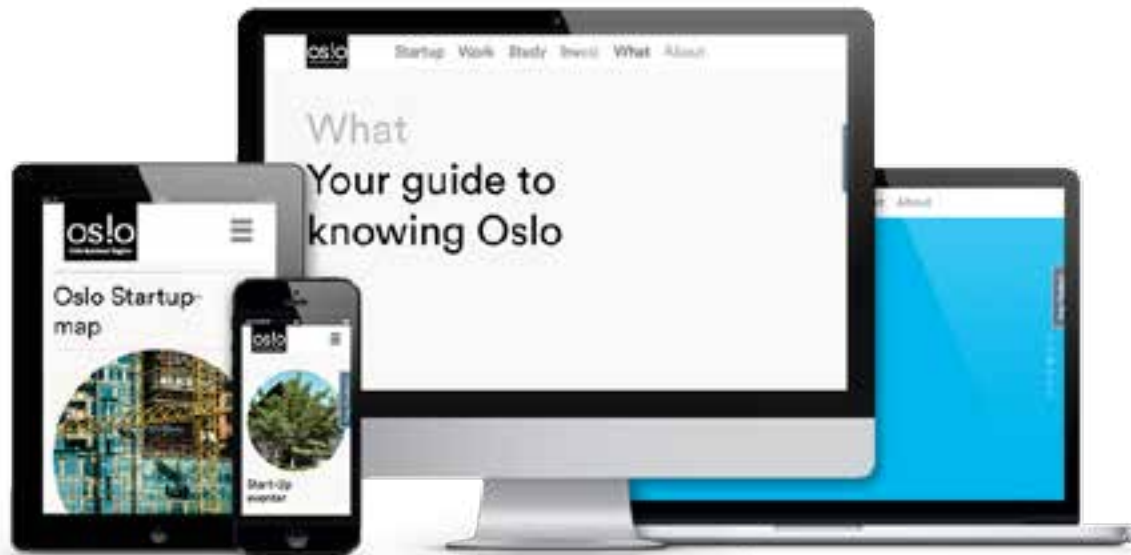 os!o
Startup Work Study Invest What About
What
Your guide to
knowing Oslo
About
os!o
Oslo Startup-
map
os!o
Start-Up
eventer